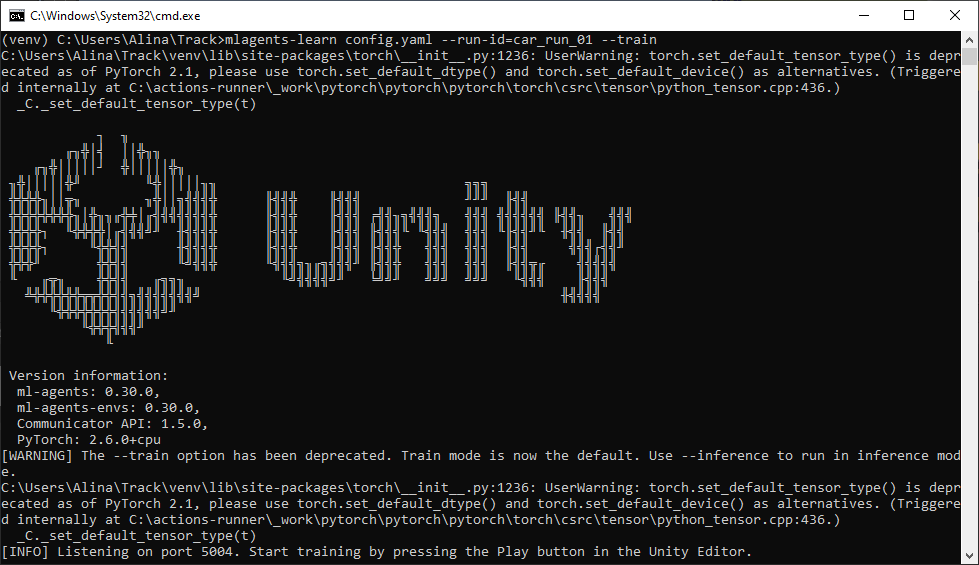 C:\Windows\System32\cmd.exe
(venv) C:\Users\Alina\Track>mlagents-learn config.yaml --run-id=car_run_01 --train
C:\Users\Alina\Track\venv\lib\site-packages\torch\__init__.py:1236: UserWarning: torch.set_default_tensor_type() is depr
ecated as of PyTorch 2.1, please use torch.set_default_dtype() and torch.set_default_device() as alternatives. (Triggere
d internally at C:\actions-runner\_work\pytorch\pytorch\pytorch\torch\csrc\tensor\python_tensor.cpp:436.)
  _C._set_default_tensor_type(t)
Unity
 Version information:
  ml-agents: 0.30.0,
  ml-agents-envs: 0.30.0,
  Communicator API: 1.5.0,
  PyTorch: 2.6.0+cpu
[WARNING] The --train option has been deprecated. Train mode is now the default. Use --inference to run in inference mod
e.
C:\Users\Alina\Track\venv\lib\site-packages\torch\__init__.py:1236: UserWarning: torch.set_default_tensor_type() is depr
ecated as of PyTorch 2.1, please use torch.set_default_dtype() and torch.set_default_device() as alternatives. (Triggere
d internally at C:\actions-runner\_work\pytorch\pytorch\pytorch\torch\csrc\tensor\python_tensor.cpp:436.)
  _C._set_default_tensor_type(t)
[INFO] Listening on port 5004. Start training by pressing the Play button in the Unity Editor.